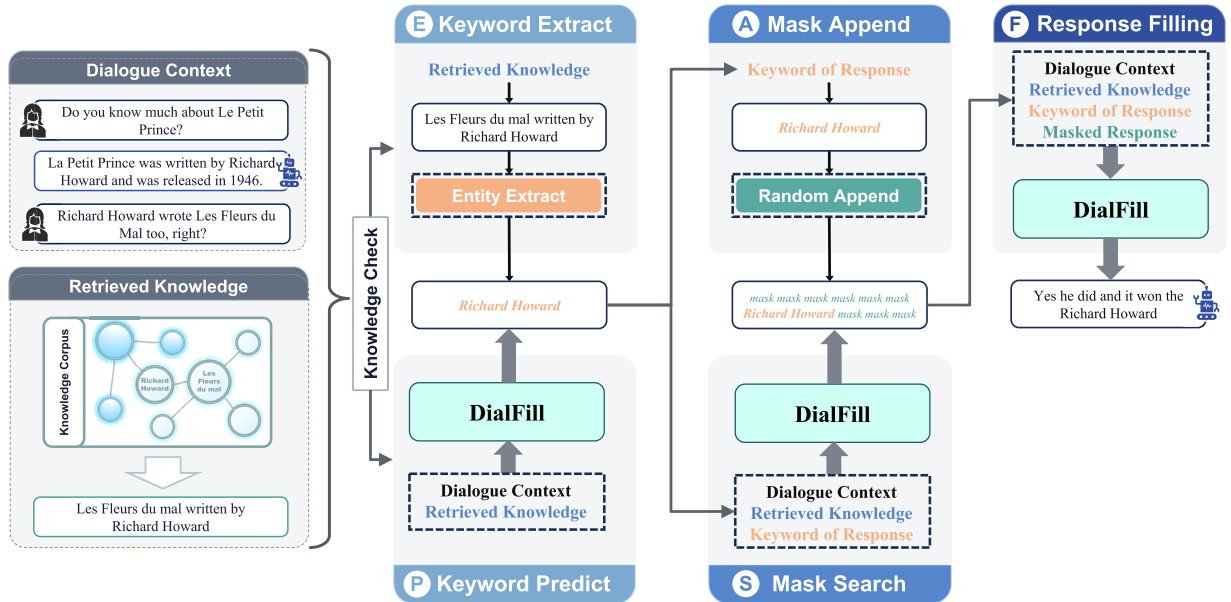 Dialogue Context
Do you know much about Le Petit
Prince?
La Petit Prince was written by Richard
Howard and was released in 1946.
Richard Howard wrote Les Fleurs du
Mal too, right?
Retrieved Knowledge
Knowledge Corpus
Richard
Howard
Les
Fleurs
du mal
Les Fleurs du mal written by
Richard Howard
Knowledge Check
E Keyword Extract
Retrieved Knowledge
Les Fleurs du mal written by
Richard Howard
Entity Extract
Richard Howard
DialFill
Dialogue Context
Retrieved Knowledge
P Keyword Predict
A Mask Append
Keyword of Response
Richard Howard
Random Append
mask mask mask mask mask mask
Richard Howard mask mask mask
DialFill
Dialogue Context
Retrieved Knowledge
Keyword of Response
S Mask Search
F Response Filling
Dialogue Context
Retrieved Knowledge
Keyword of Response
Masked Response
DialFill
Yes he did and it won the
Richard Howard